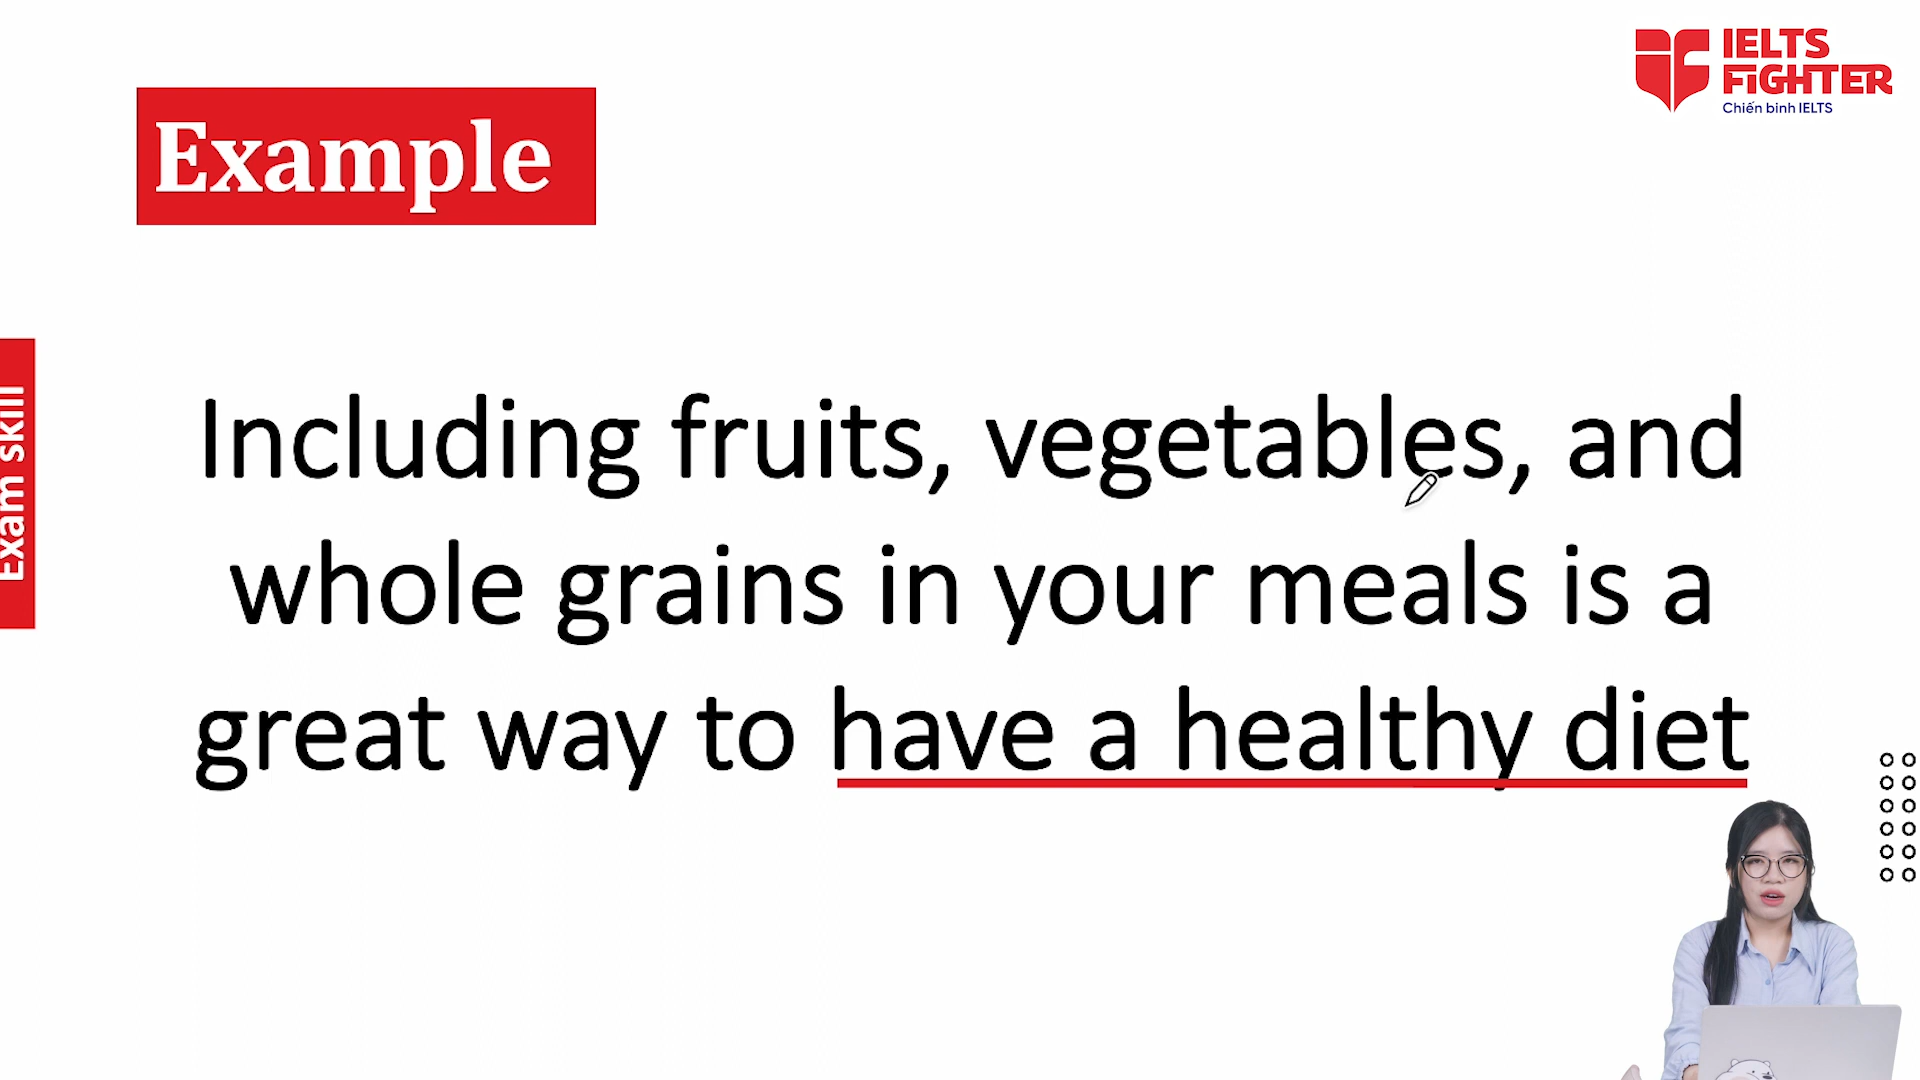 IELTS
FIGHTER
Chiến binh IELTS
Example
Exam skill
Including fruits, vegetables, and
whole grains in your meals is a
great way to have a healthy diet